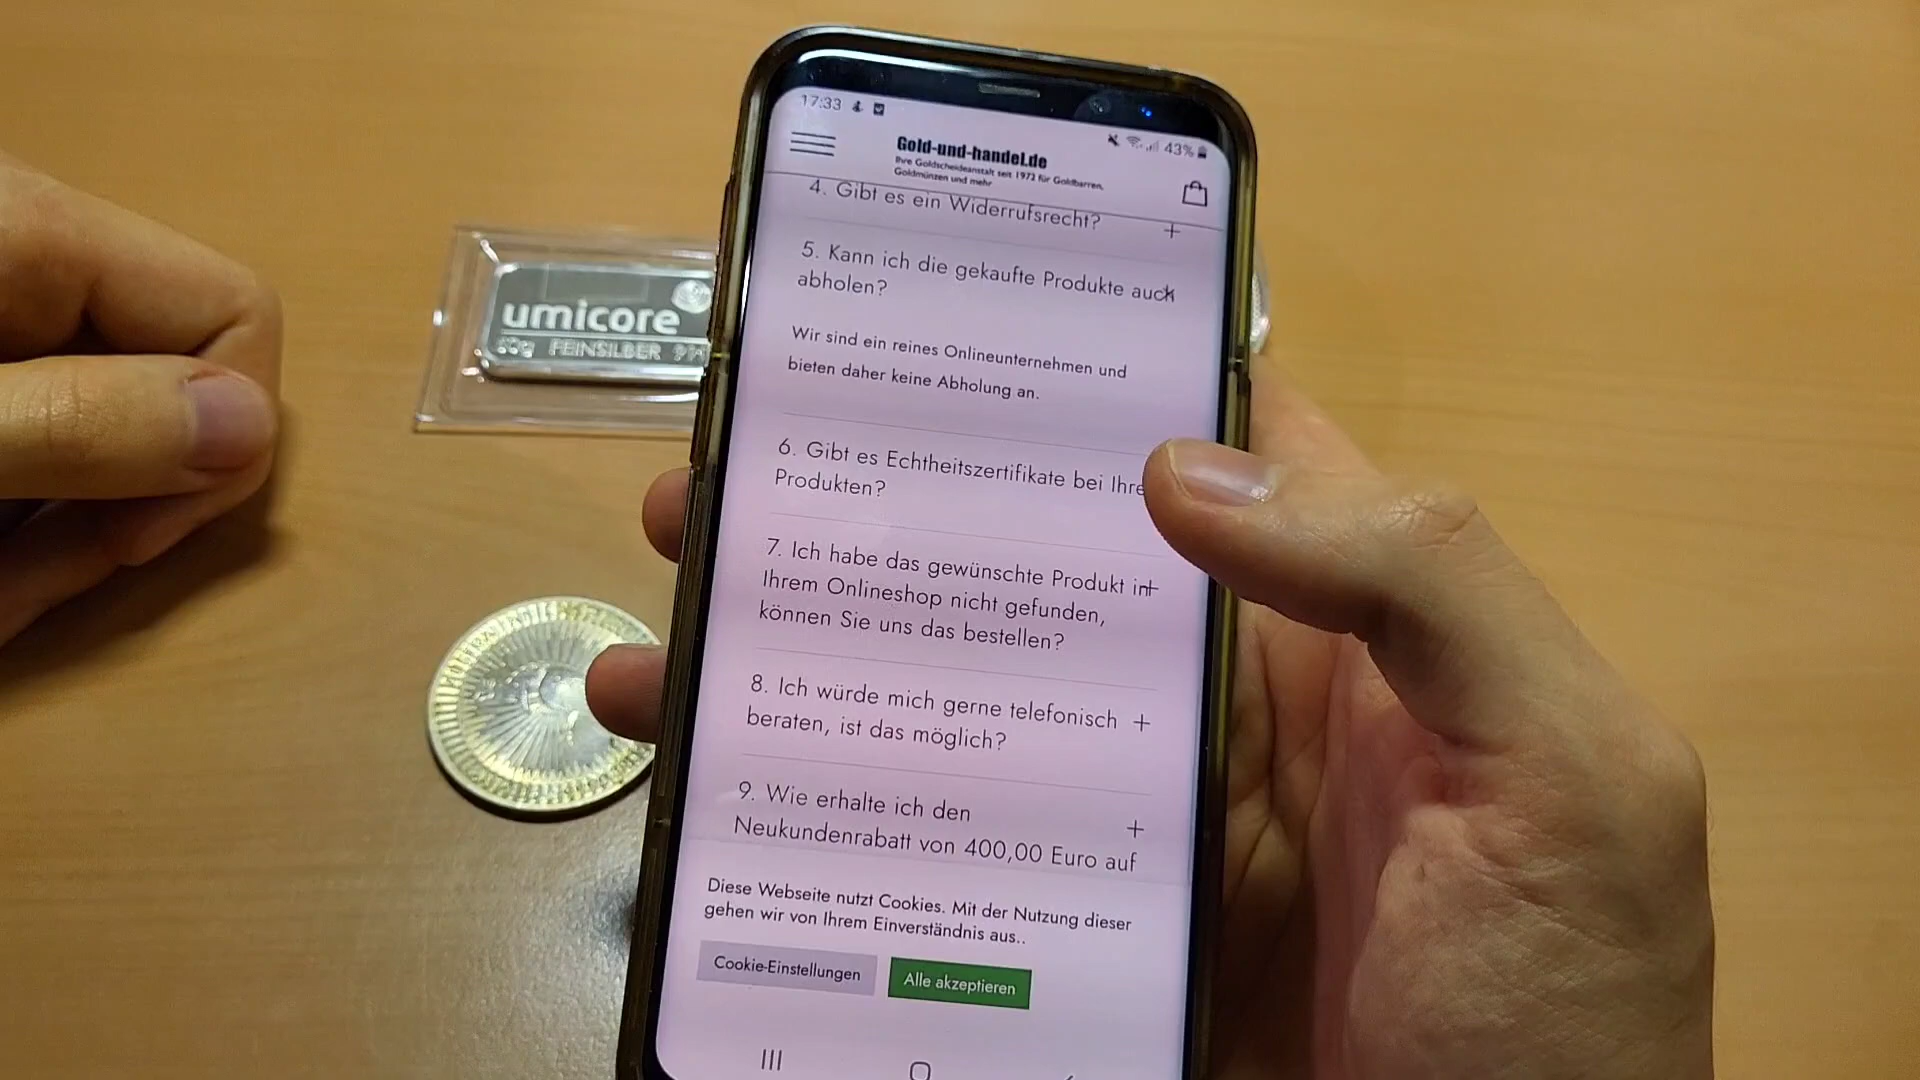 17:33
43%
Gold-und-handel.de
Ihre Goldscheideanstalt seit 1972 für Goldbarren,
Goldmünzen und mehr
4. Gibt es ein Widerrufsrecht?
5. Kann ich die gekaufte Produkte auch
abholen?
Wir sind ein reines Onlineunternehmen und
bieten daher keine Abholung an.
6. Gibt es Echtheitszertifikate bei Ihre
Produkten?
7. Ich habe das gewünschte Produkt in
Ihrem Onlineshop nicht gefunden,
können Sie uns das bestellen?
8. Ich würde mich gerne telefonisch
beraten, ist das möglich?
9. Wie erhalte ich den
Neukundenrabatt von 400,00 Euro auf
Diese Webseite nutzt Cookies. Mit der Nutzung dieser
gehen wir von Ihrem Einverständnis aus..
Cookie-Einstellungen
Alle akzeptieren
umicore
FEINSILBER